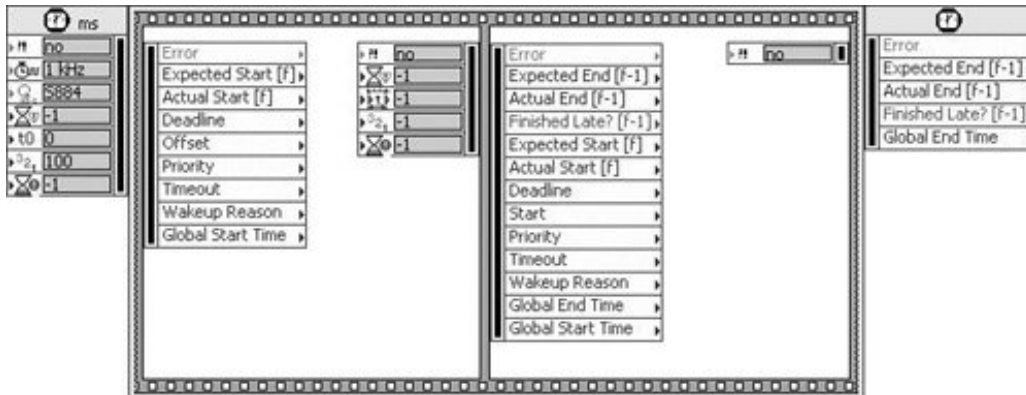 ms
no
1 kHz
S884
-1
t0 0
100
-1
Error
Expected Start [f]
Actual Start [f]
Deadline
Offset
Priority
Timeout
Wakeup Reason
Global Start Time
no
-1
-1
-1
-1
Error
Expected End [f-1]
Actual End [f-1]
Finished Late? [f-1]
Expected Start [f]
Actual Start [f]
Deadline
Start
Priority
Timeout
Wakeup Reason
Global End Time
Global Start Time
no
Error
Expected End [f-1]
Actual End [f-1]
Finished Late? [f-1]
Global End Time